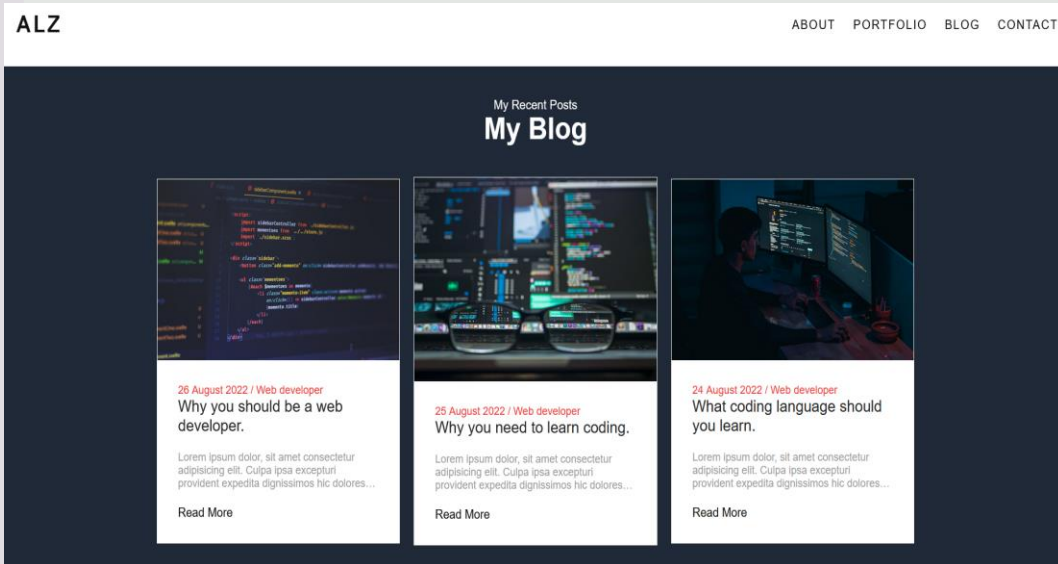 ALZ
ABOUT PORTFOLIO BLOG CONTACT
My Recent Posts
My Blog
26 August 2022 / Web developer
Why you should be a web
developer.
Lorem ipsum dolor, sit amet consectetur
adipisicing elit. Culpa ipsa excepturi
provident expedita dignissimos hic dolores…
Read More
25 August 2022 / Web developer
Why you need to learn coding.
Lorem ipsum dolor, sit amet consectetur
adipisicing elit. Culpa ipsa excepturi
provident expedita dignissimos hic dolores…
Read More
24 August 2022 / Web developer
What coding language should
you learn.
Lorem ipsum dolor, sit amet consectetur
adipisicing elit. Culpa ipsa excepturi
provident expedita dignissimos hic dolores…
Read More